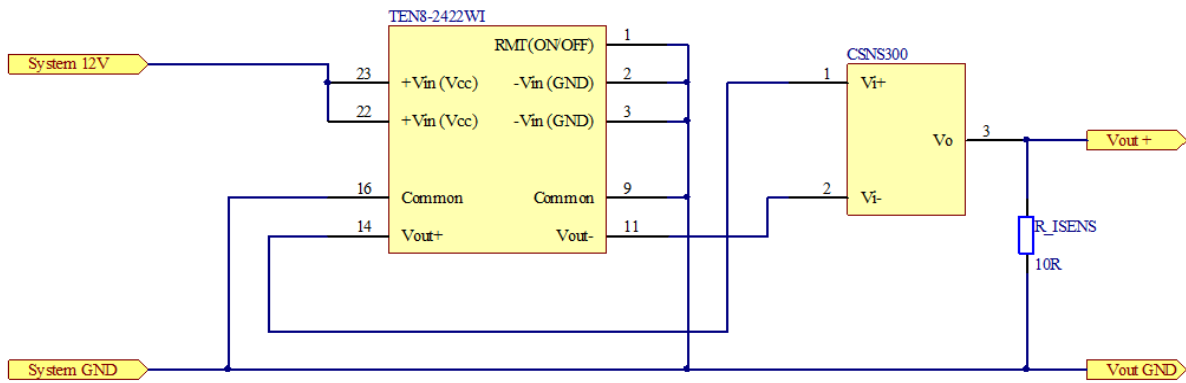 TEN8-2422WI
RMT(ON/OFF) 1
System 12V
CSNS300
23 +Vin (Vcc) -Vin (GND) 2
1 Vi+
22 +Vin (Vcc) -Vin (GND) 3
Vo 3
Vout +
16 Common Common 9
2 Vi-
14 Vout+ Vout- 11
R_ISENS
10R
System GND
Vout GND